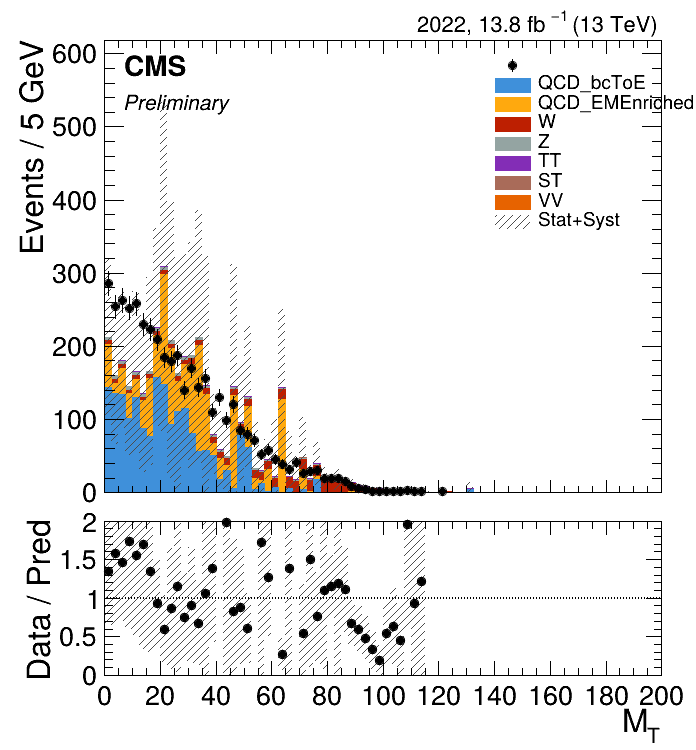 2022, 13.8 fb⁻¹ (13 TeV)
Events / 5 GeV
600
500
400
300
200
100
0
CMS
Preliminary
QCD_bcToE
QCD_EMEnriched
W
Z
TT
ST
VV
Stat+Syst
Data / Pred
2
1.5
1
0.5
0
0 20 40 60 80 100 120 140 160 180 200
M_T